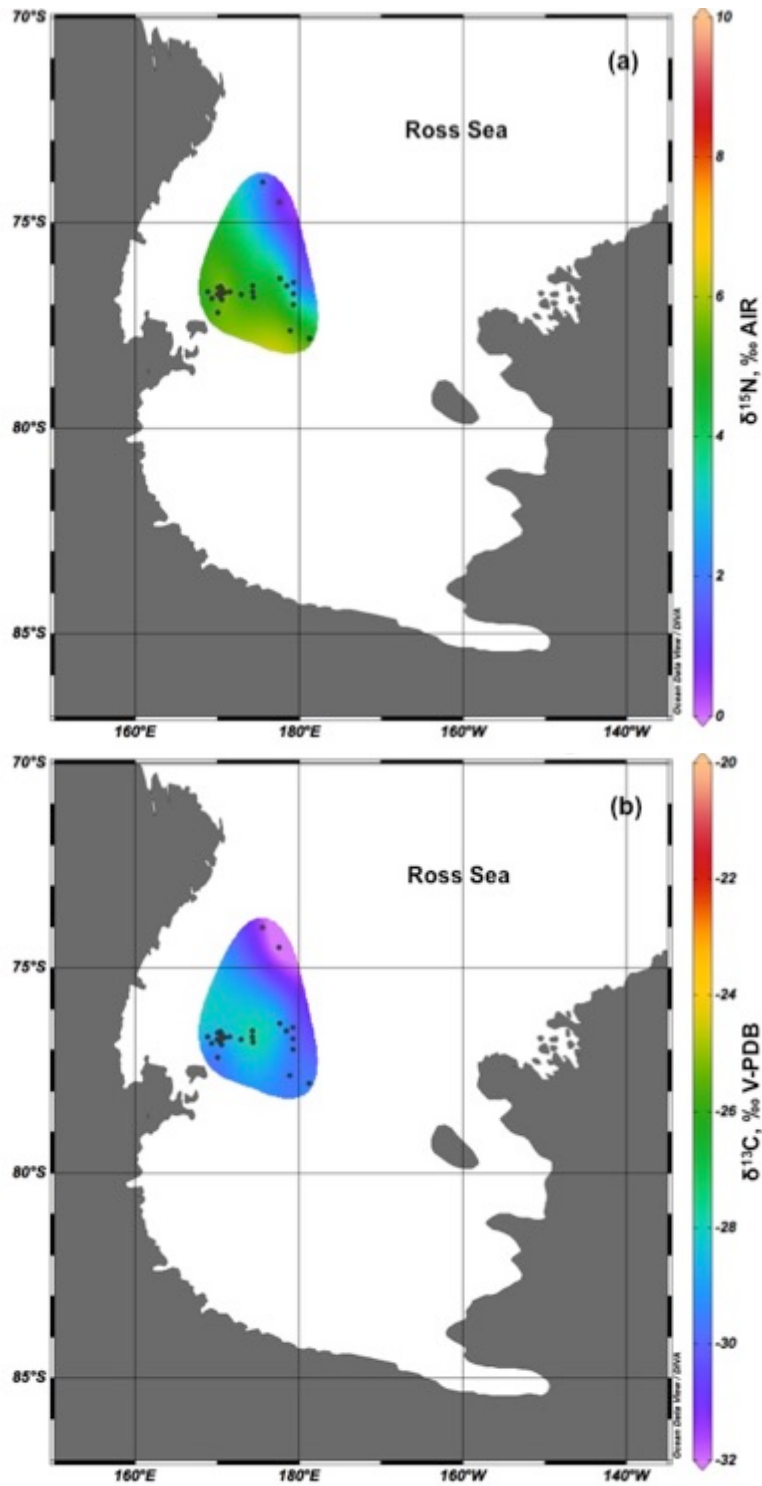 70°S
(a)
Ross Sea
75°S
80°S
85°S
160°E
180°E
160°W
140°W
10
8
6
4
2
0
δ¹⁵N, ‰ AIR
Ocean Data View / DIVA
70°S
(b)
Ross Sea
75°S
80°S
85°S
160°E
180°E
160°W
140°W
-20
-22
-24
-26
-28
-30
-32
δ¹³C, ‰ V-PDB
Ocean Data View / DIVA